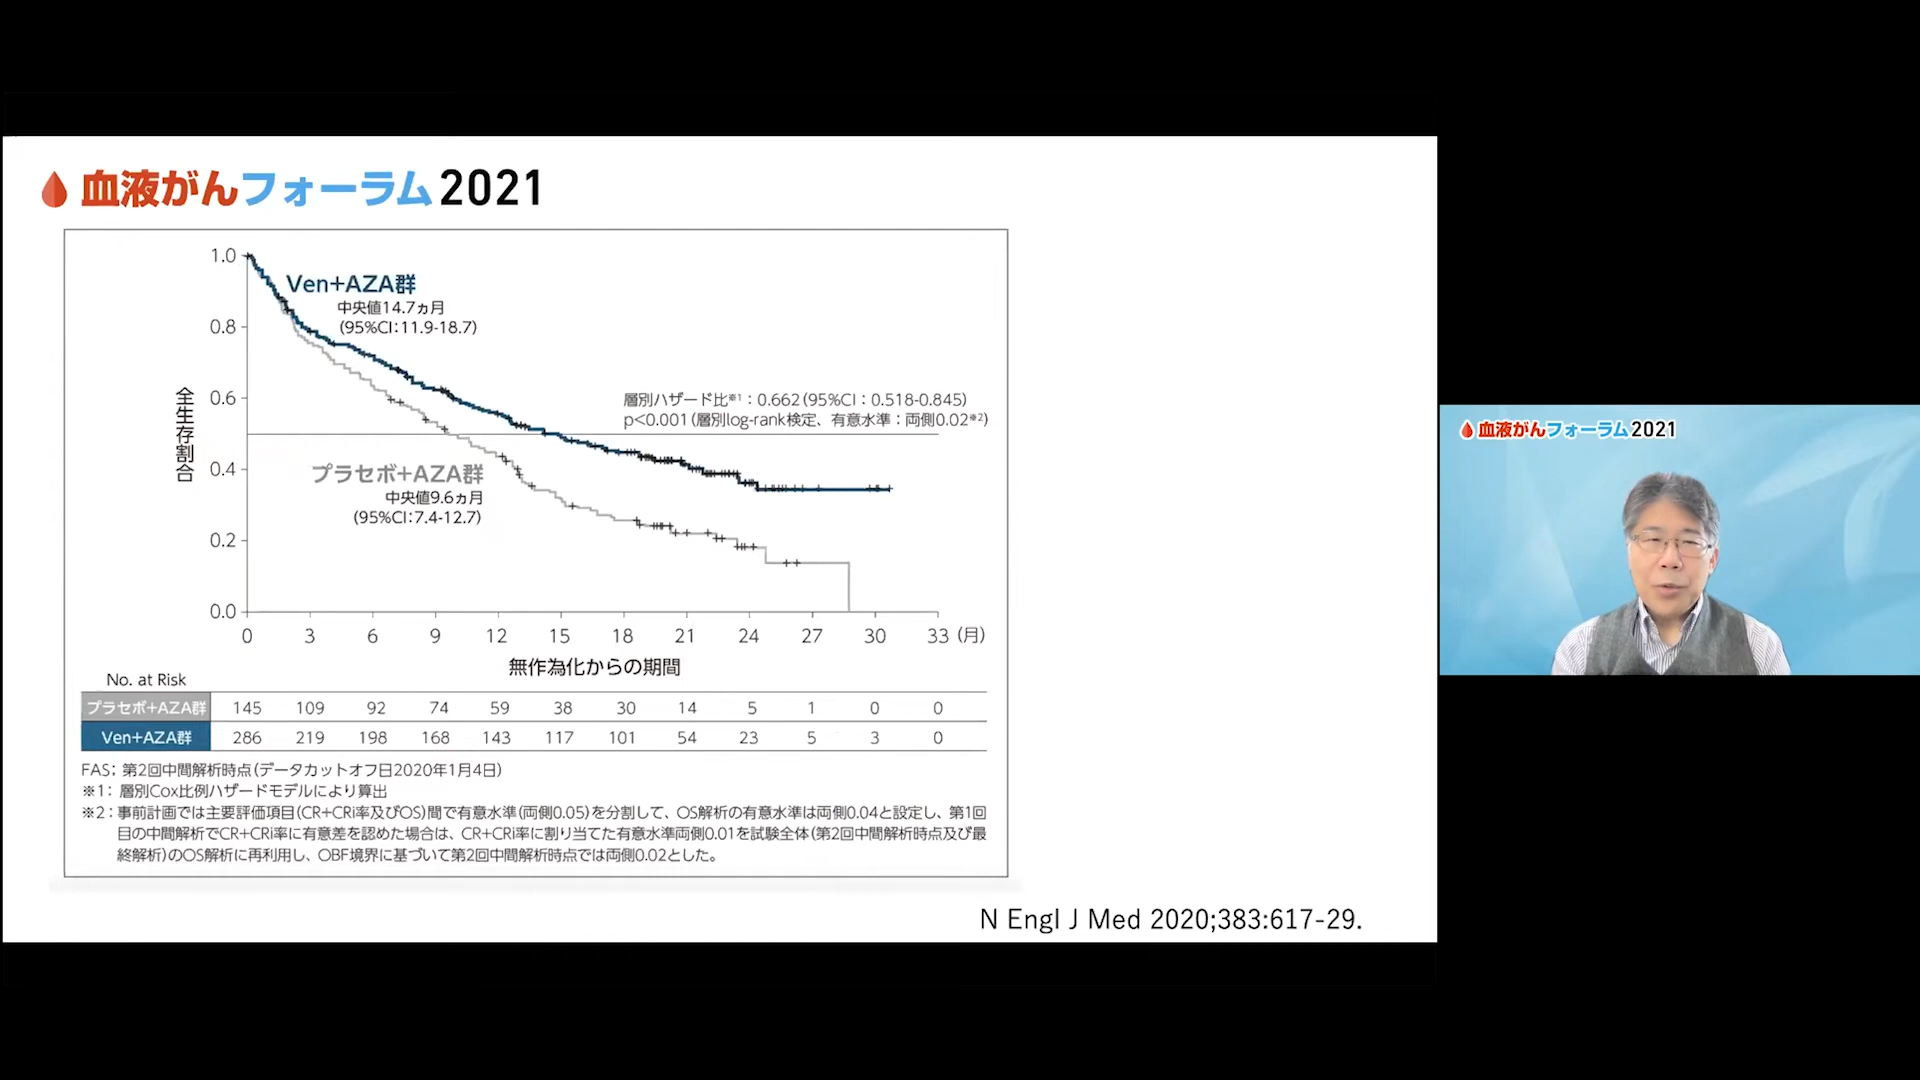 血液がんフォーラム2021
1.0
0.8
0.6
0.4
0.2
0.0
全生存割合
Ven+AZA群
中央値14.7ヵ月
(95%CI:11.9-18.7)
層別ハザード比※1：0.662(95%CI：0.518-0.845)
p<0.001(層別log-rank検定、有意水準：両側0.02※2)
プラセボ+AZA群
中央値9.6ヵ月
(95%CI:7.4-12.7)
0 3 6 9 12 15 18 21 24 27 30 33 (月)
無作為化からの期間
No. at Risk
プラセボ+AZA群 145 109 92 74 59 38 30 14 5 1 0 0
Ven+AZA群 286 219 198 168 143 117 101 54 23 5 3 0
FAS：第2回中間解析時点(データカットオフ日2020年1月4日)
※1：層別Cox比例ハザードモデルにより算出
※2：事前計画では主要評価項目(CR+CRi率及びOS)間で有意水準(両側0.05)を分割して、OS解析の有意水準は両側0.04と設定し、第1回
目の中間解析でCR+CRi率に有意差を認めた場合は、CR+CRi率に割り当てた有意水準両側0.01を試験全体(第2回中間解析時点及び最
終解析)のOS解析に再利用し、OBF境界に基づいて第2回中間解析時点では両側0.02とした。
N Engl J Med 2020;383:617-29.
血液がんフォーラム2021